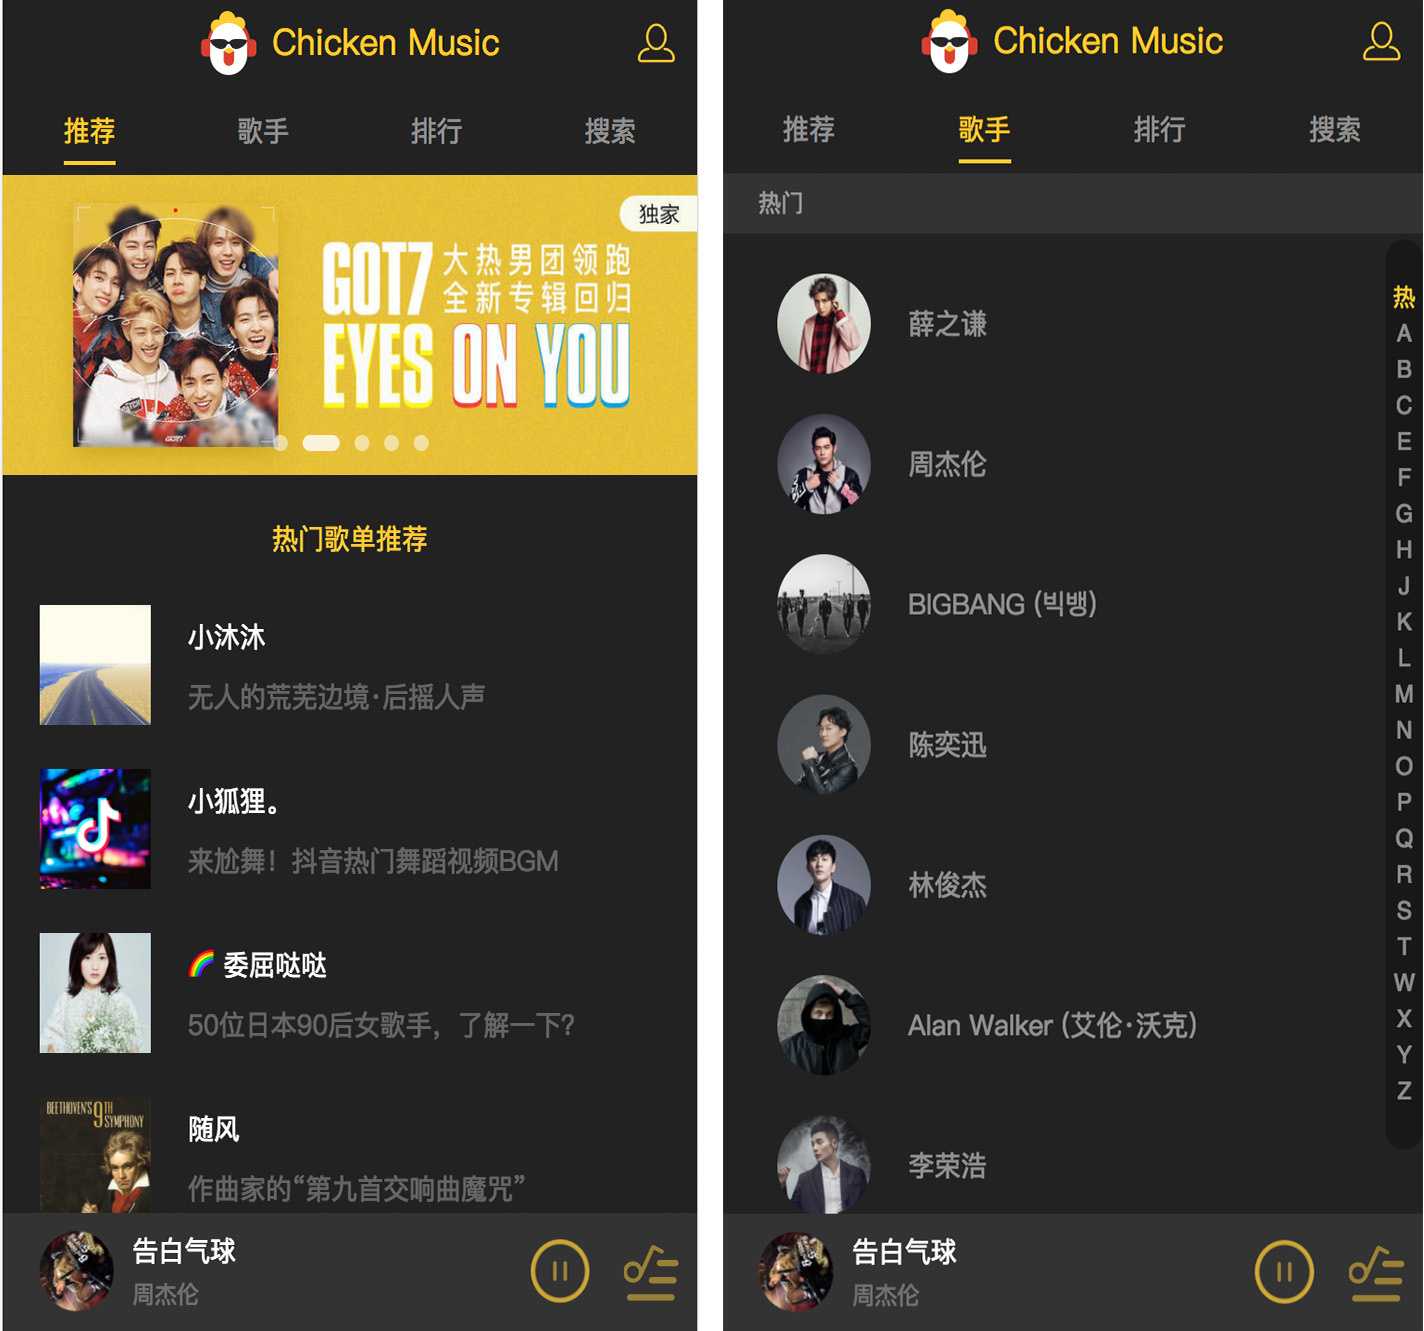 Chicken Music
推荐
歌手
排行
搜索
独家
GOT7 大热男团领跑
全新专辑回归
EYES ON YOU
eyes
you
GOT7
热门歌单推荐
小沐沐
无人的荒芜边境·后摇人声
小狐狸。
来尬舞！抖音热门舞蹈视频BGM
🌈 委屈哒哒
50位日本90后女歌手，了解一下？
BEETHOVEN'S 9TH
SYMPHONY
随风
作曲家的“第九首交响曲魔咒”
告白气球
周杰伦
Chicken Music
推荐
歌手
排行
搜索
热门
薛之谦
周杰伦
BIGBANG (빅뱅)
陈奕迅
林俊杰
Alan Walker (艾伦·沃克)
李荣浩
热
A
B
C
E
F
G
H
J
K
L
M
N
O
P
Q
R
S
T
W
X
Y
Z
告白气球
周杰伦